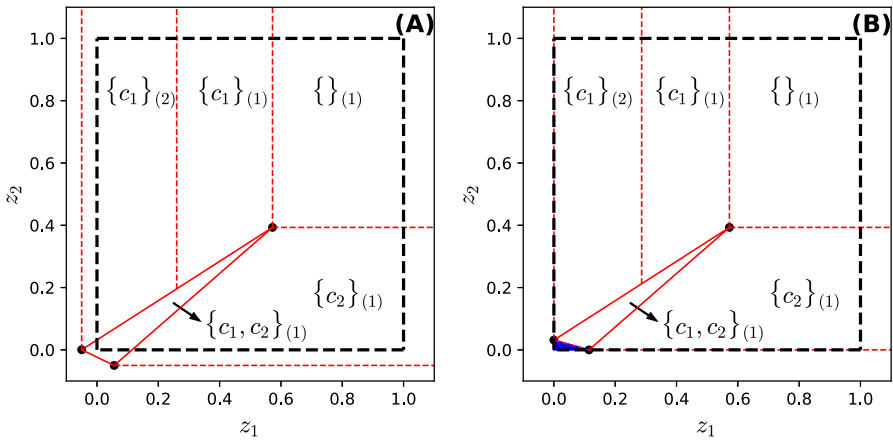 (A)
1.0
0.8
0.6
0.4
0.2
0.0
z₂
{c₁}₍₂₎ {c₁}₍₁₎ {}₍₁₎
{c₂}₍₁₎
{c₁, c₂}₍₁₎
0.0 0.2 0.4 0.6 0.8 1.0
z₁
(B)
1.0
0.8
0.6
0.4
0.2
0.0
z₂
{c₁}₍₂₎ {c₁}₍₁₎ {}₍₁₎
{c₂}₍₁₎
{c₁, c₂}₍₁₎
0.0 0.2 0.4 0.6 0.8 1.0
z₁